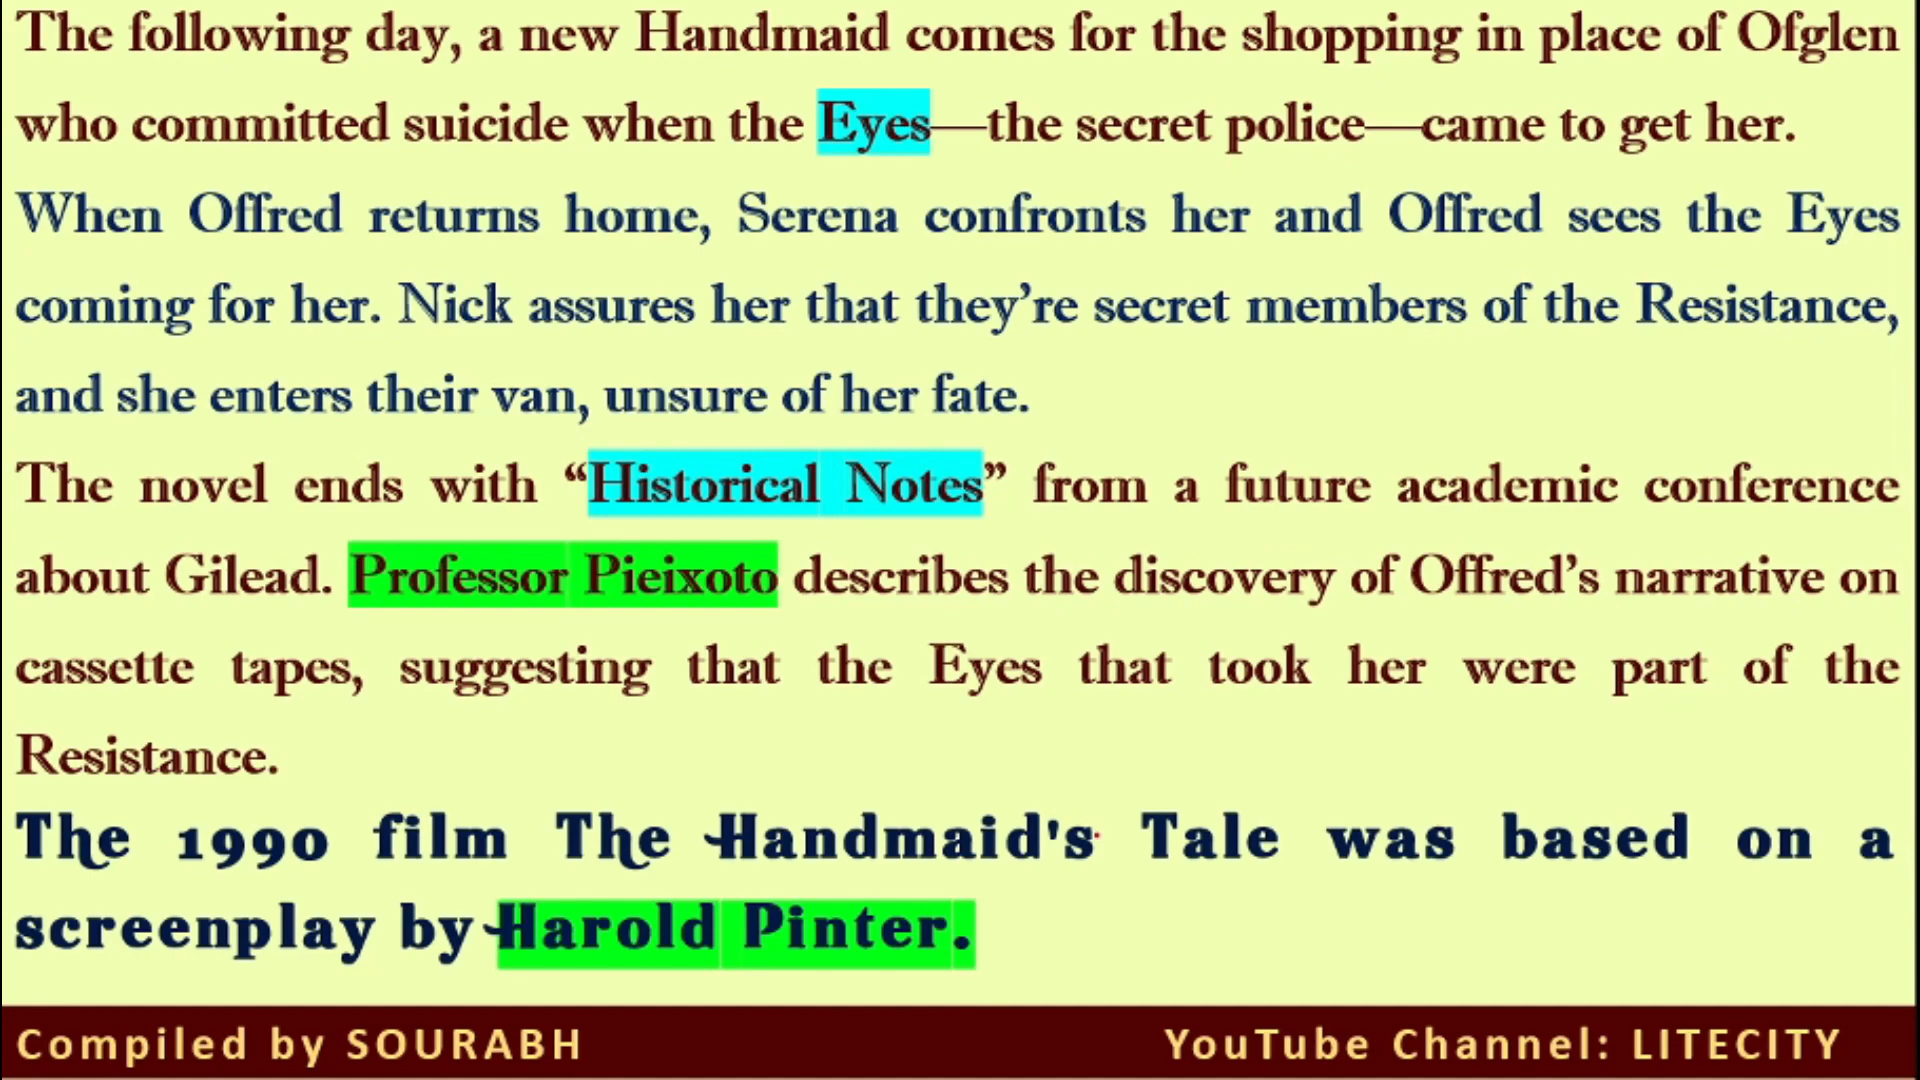 The following day, a new Handmaid comes for the shopping in place of Ofglen
who committed suicide when the Eyes—the secret police—came to get her.
When Offred returns home, Serena confronts her and Offred sees the Eyes
coming for her. Nick assures her that they’re secret members of the Resistance,
and she enters their van, unsure of her fate.
The novel ends with “Historical Notes” from a future academic conference
about Gilead. Professor Pieixoto describes the discovery of Offred’s narrative on
cassette tapes, suggesting that the Eyes that took her were part of the
Resistance.
The 1990 film The Handmaid's Tale was based on a
screenplay by Harold Pinter.
Compiled by SOURABH
YouTube Channel: LITECITY